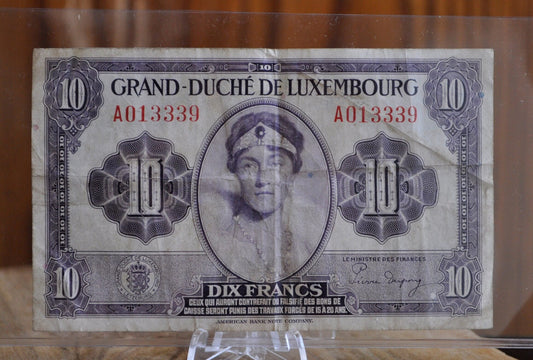 10
10 10
GRAND-DUCHÉ DE LUXEMBOURG
A013339 A013339
10 10
LE MINISTRE DES FINANCES
Pierre Dupong
10 10
DIX FRANCS
CEUX QUI AURONT CONTREFAIT OU FALSIFIÉ DES BONS DE
CAISSE SERONT PUNIS DES TRAVAUX FORCÉS DE 15 A 20 ANS.
AMERICAN BANK NOTE COMPANY.